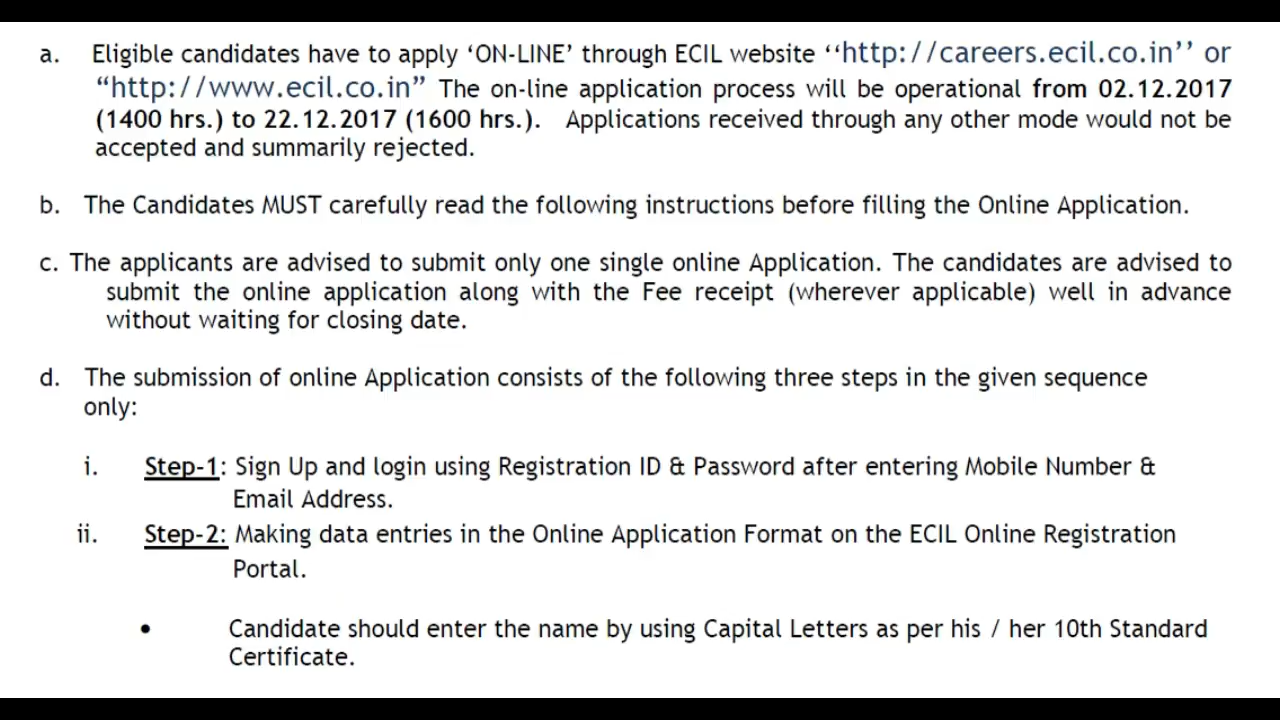 a. Eligible candidates have to apply ‘ON-LINE’ through ECIL website ‘‘http://careers.ecil.co.in’’ or
“http://www.ecil.co.in” The on-line application process will be operational from 02.12.2017
(1400 hrs.) to 22.12.2017 (1600 hrs.). Applications received through any other mode would not be
accepted and summarily rejected.
b. The Candidates MUST carefully read the following instructions before filling the Online Application.
c. The applicants are advised to submit only one single online Application. The candidates are advised to
submit the online application along with the Fee receipt (wherever applicable) well in advance
without waiting for closing date.
d. The submission of online Application consists of the following three steps in the given sequence
only:
i. Step-1: Sign Up and login using Registration ID & Password after entering Mobile Number &
Email Address.
ii. Step-2: Making data entries in the Online Application Format on the ECIL Online Registration
Portal.
• Candidate should enter the name by using Capital Letters as per his / her 10th Standard
Certificate.